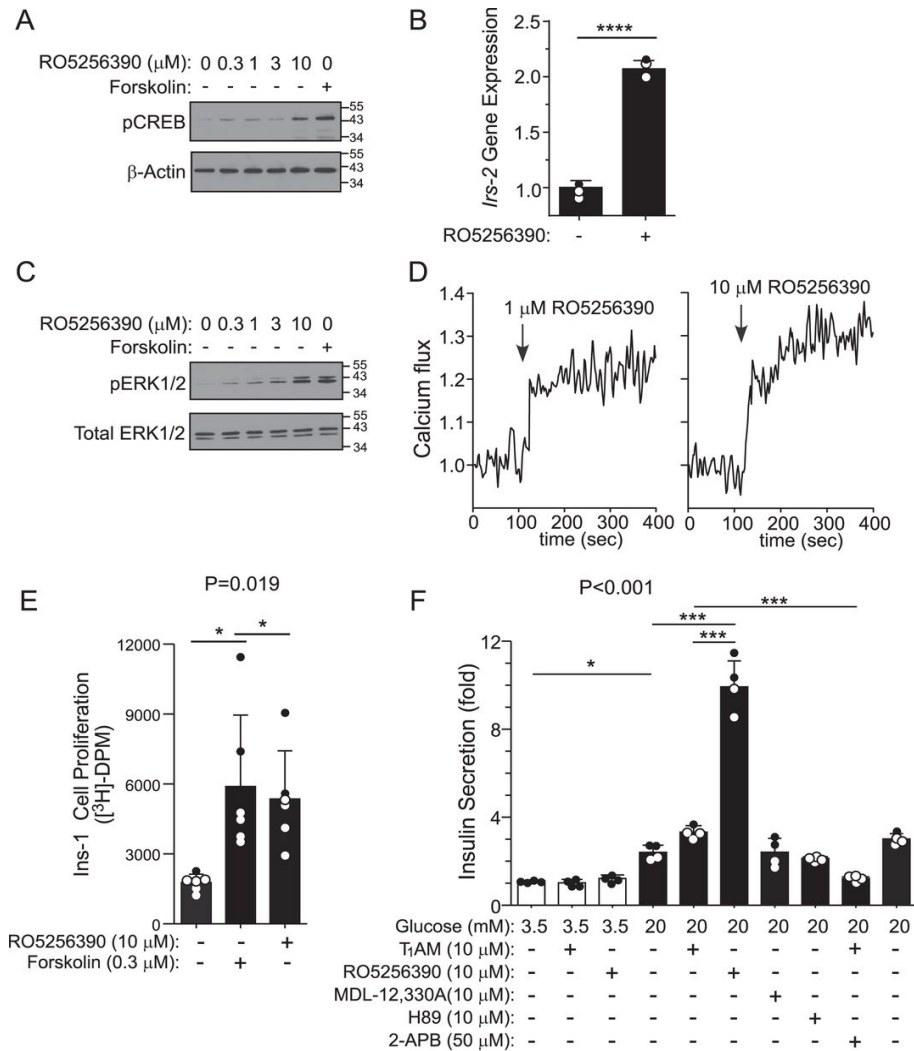 A
RO5256390 (μM): 0 0.3 1 3 10 0
Forskolin: - - - - - +
pCREB
55
43
34
β-Actin
55
43
34
B
****
Irs-2 Gene Expression
2.5
2.0
1.5
1.0
RO5256390: - +
C
RO5256390 (μM): 0 0.3 1 3 10 0
Forskolin: - - - - - +
pERK1/2
55
43
34
Total ERK1/2
55
43
34
D
Calcium flux
1.4
1.3
1.2
1.1
1.0
1 μM RO5256390
0 100 200 300 400
time (sec)
10 μM RO5256390
0 100 200 300 400
time (sec)
E
P=0.019
* *
Ins-1 Cell Proliferation
([³H]-DPM)
12000
9000
6000
3000
0
RO5256390 (10 μM): - - +
Forskolin (0.3 μM): - + -
F
P<0.001
***
***
***
*
Insulin Secretion (fold)
12
8
4
0
Glucose (mM): 3.5 3.5 3.5 20 20 20 20 20 20 20
T₁AM (10 μM): - + - - + - - - + -
RO5256390 (10 μM): - - + - - + - - - -
MDL-12,330A(10 μM): - - - - - - + - - -
H89 (10 μM): - - - - - - - + - -
2-APB (50 μM): - - - - - - - - + -